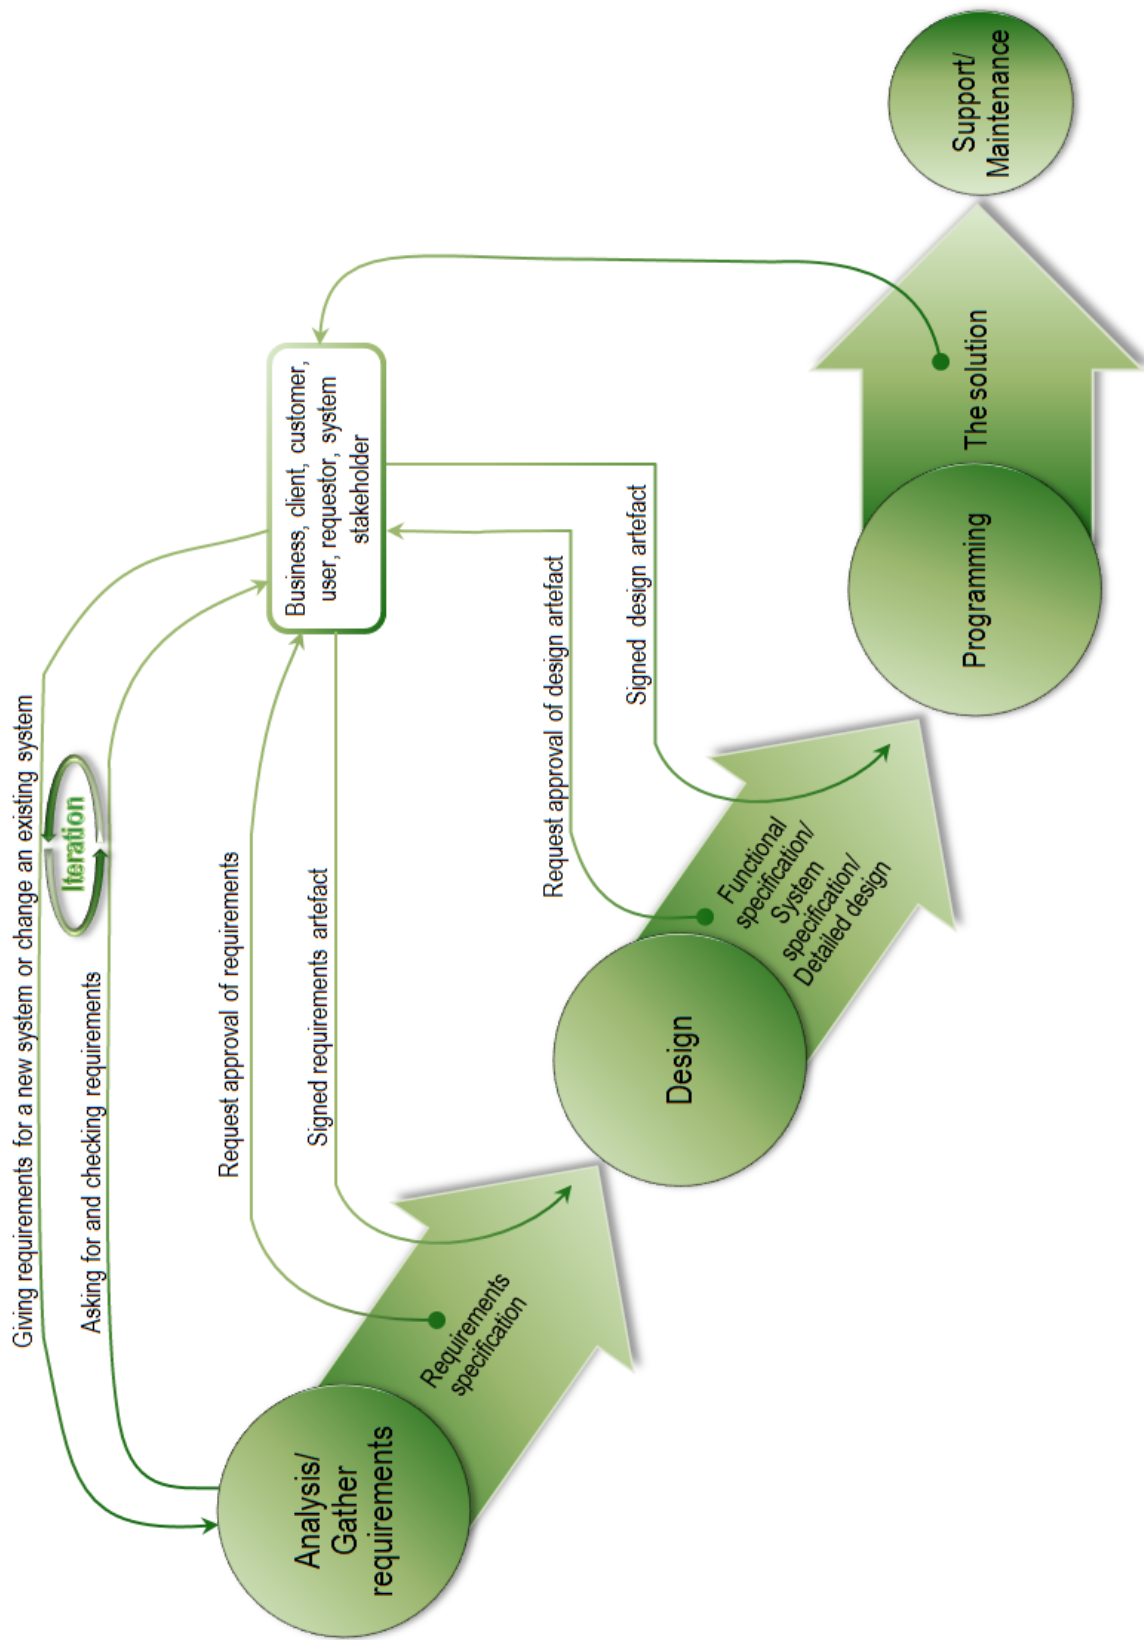 Giving requirements for a new system or change an existing system
Iteration
Asking for and checking requirements
Request approval of requirements
Signed requirements artefact
Business, client, customer,
user, requestor, system
stakeholder
Analysis/
Gather
requirements
Requirements
specification
Request approval of design artefact
Signed design artefact
Design
Functional
specification/
System
specification/
Detailed design
Programming
The solution
Support/
Maintenance